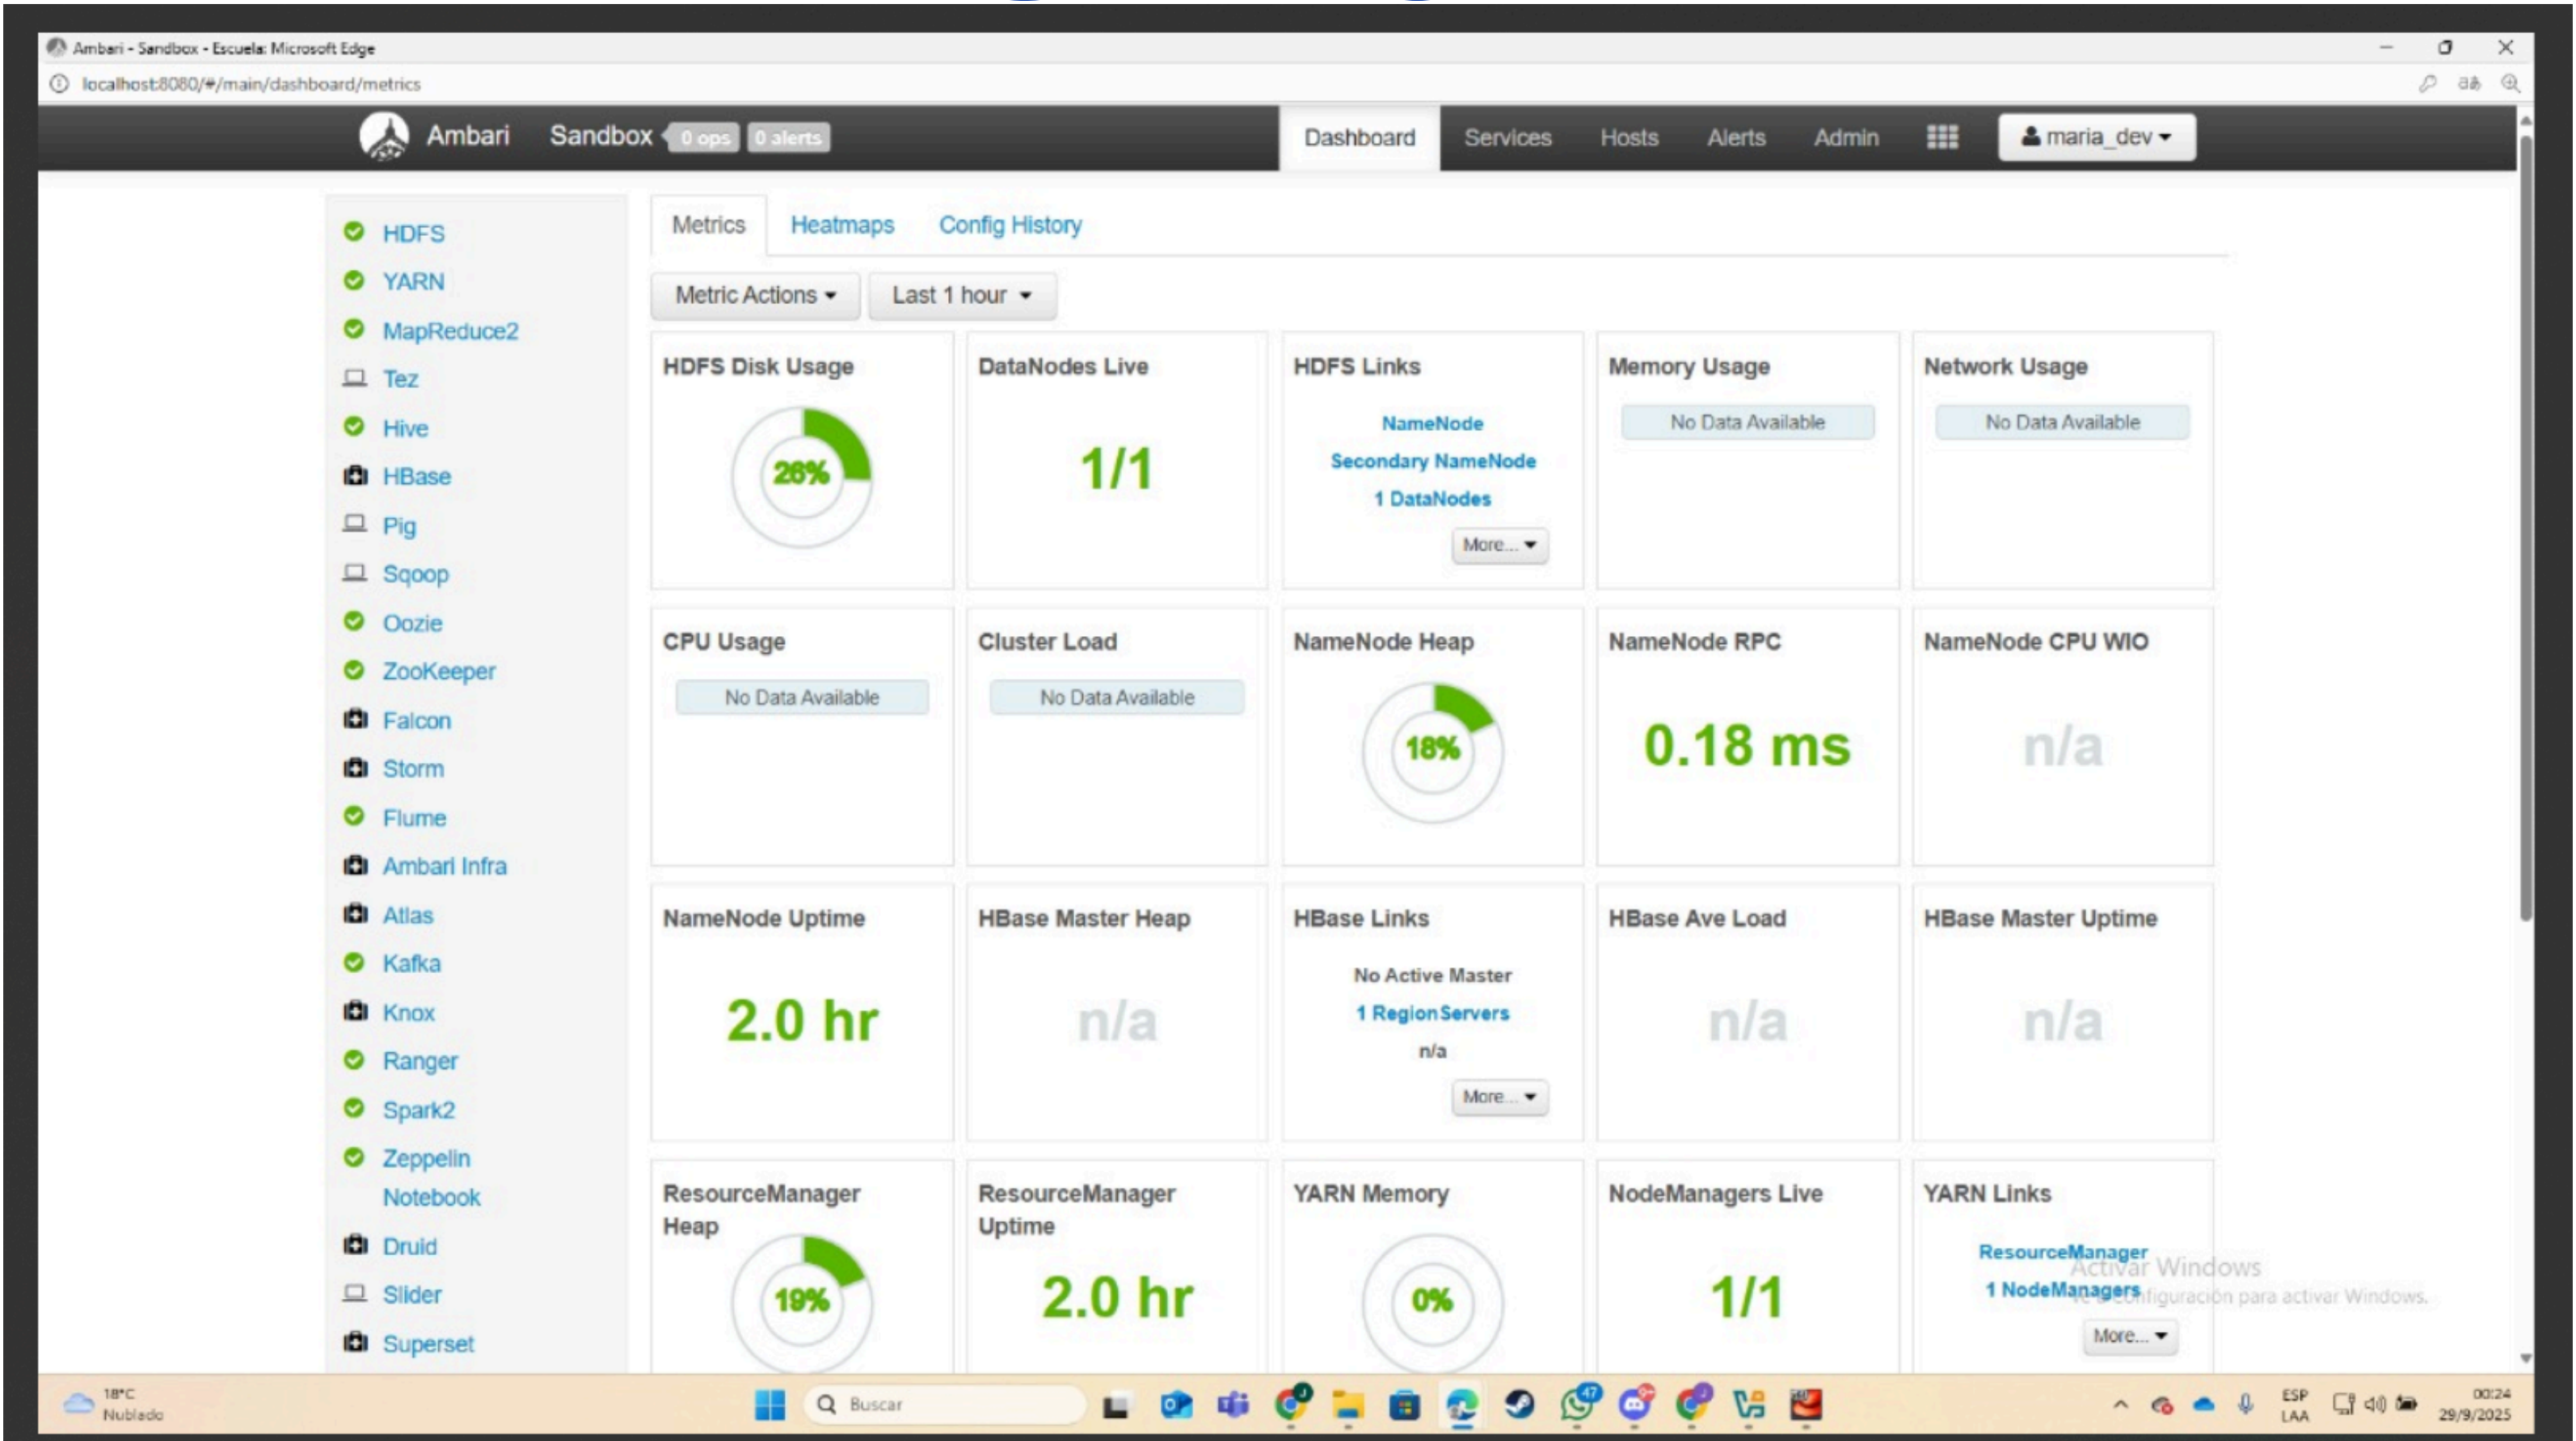 Ambari - Sandbox - Escuela: Microsoft Edge
localhost:8080/#/main/dashboard/metrics
Ambari Sandbox 0 ops 0 alerts Dashboard Services Hosts Alerts Admin maria_dev
HDFS
YARN
MapReduce2
Tez
Hive
HBase
Pig
Sqoop
Oozie
ZooKeeper
Falcon
Storm
Flume
Ambari Infra
Atlas
Kafka
Knox
Ranger
Spark2
Zeppelin
Notebook
Druid
Slider
Superset
Metrics Heatmaps Config History
Metric Actions Last 1 hour
HDFS Disk Usage
26%
DataNodes Live
1/1
HDFS Links
NameNode
Secondary NameNode
1 DataNodes
More...
Memory Usage
No Data Available
Network Usage
No Data Available
CPU Usage
No Data Available
Cluster Load
No Data Available
NameNode Heap
18%
NameNode RPC
0.18 ms
NameNode CPU WIO
n/a
NameNode Uptime
2.0 hr
HBase Master Heap
n/a
HBase Links
No Active Master
1 RegionServers
n/a
More...
HBase Ave Load
n/a
HBase Master Uptime
n/a
ResourceManager
Heap
19%
ResourceManager
Uptime
2.0 hr
YARN Memory
0%
NodeManagers Live
1/1
YARN Links
ResourceManager
1 NodeManagers
More...
Activar Windows
configuración para activar Windows.
18°C
Nublado
Buscar
47
ESP
LAA
00:24
29/9/2025